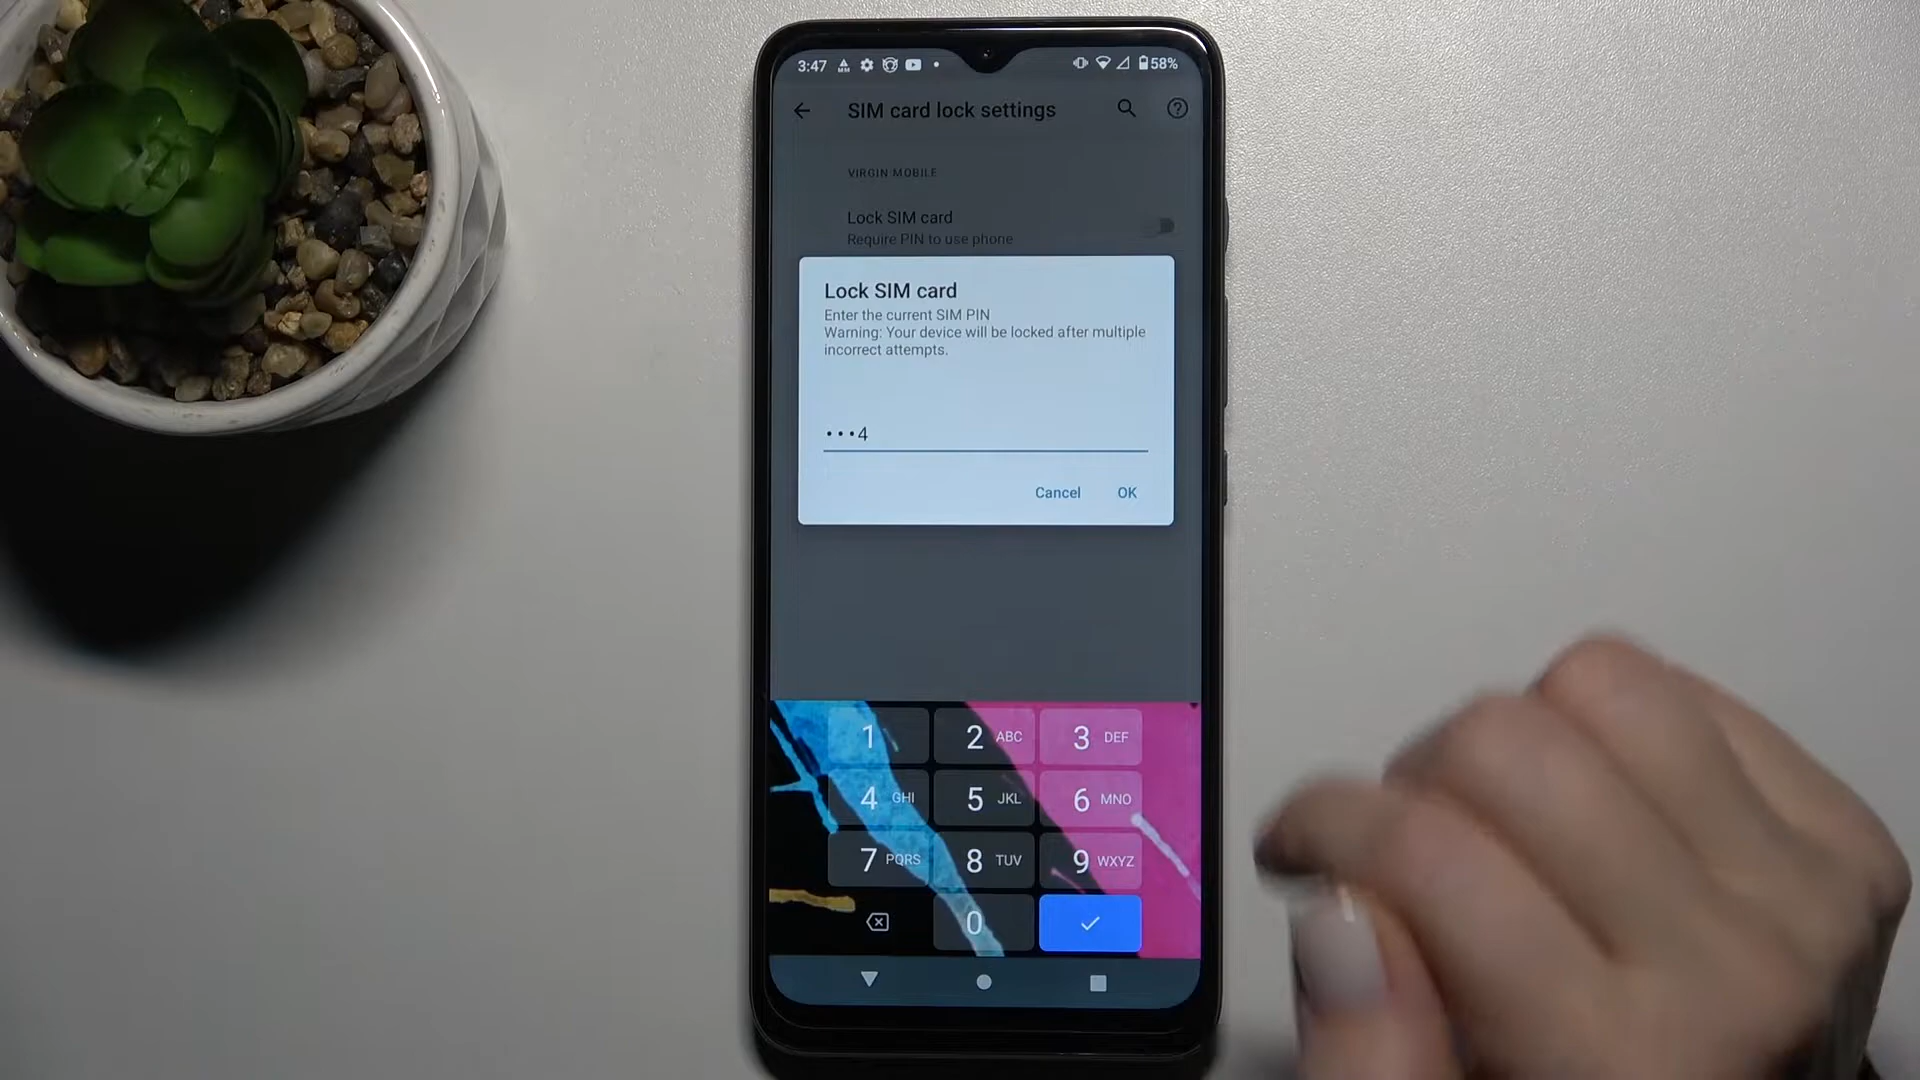 3:47
58%
SIM card lock settings
VIRGIN MOBILE
Lock SIM card
Require PIN to use phone
Lock SIM card
Enter the current SIM PIN
Warning: Your device will be locked after multiple
incorrect attempts.
•••4
Cancel OK
1 2 ABC 3 DEF
4 GHI 5 JKL 6 MNO
7 PQRS 8 TUV 9 WXYZ
0